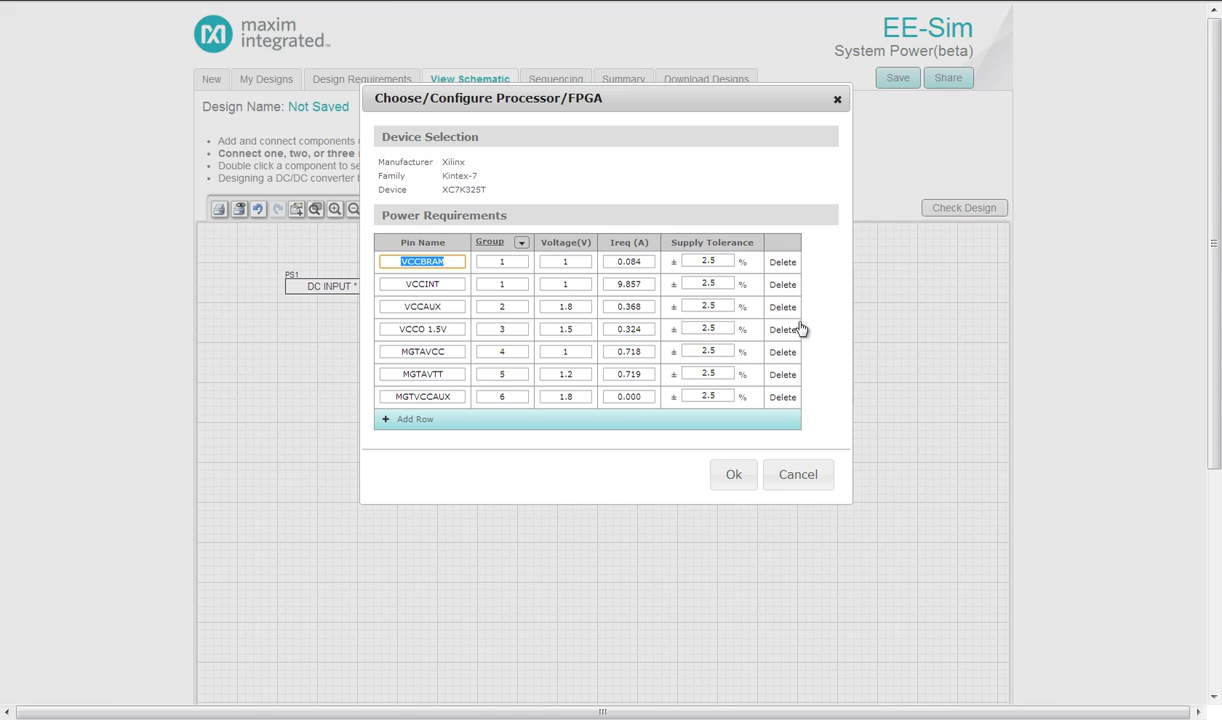 maxim
integrated™
EE-Sim
System Power(beta)
New My Designs Design Requirements View Schematic Sequencing Summary Download Designs Save Share
Design Name: Not Saved
Choose/Configure Processor/FPGA
Device Selection
Manufacturer Xilinx
Family Kintex-7
Device XC7K325T
Add and connect components
Connect one, two, or three
Double click a component to se
Designing a DC/DC converter
Check Design
Power Requirements
Pin Name Group Voltage(V) Ireq (A) Supply Tolerance
VCCBRAM 1 1 0.084 ± 2.5 % Delete
VCCINT 1 1 9.857 ± 2.5 % Delete
VCCAUX 2 1.8 0.368 ± 2.5 % Delete
VCCO 1.5V 3 1.5 0.324 ± 2.5 % Delete
MGTAVCC 4 1 0.718 ± 2.5 % Delete
MGTAVTT 5 1.2 0.719 ± 2.5 % Delete
MGTVCCAUX 6 1.8 0.000 ± 2.5 % Delete
+ Add Row
Ok Cancel
PS1
DC INPUT *